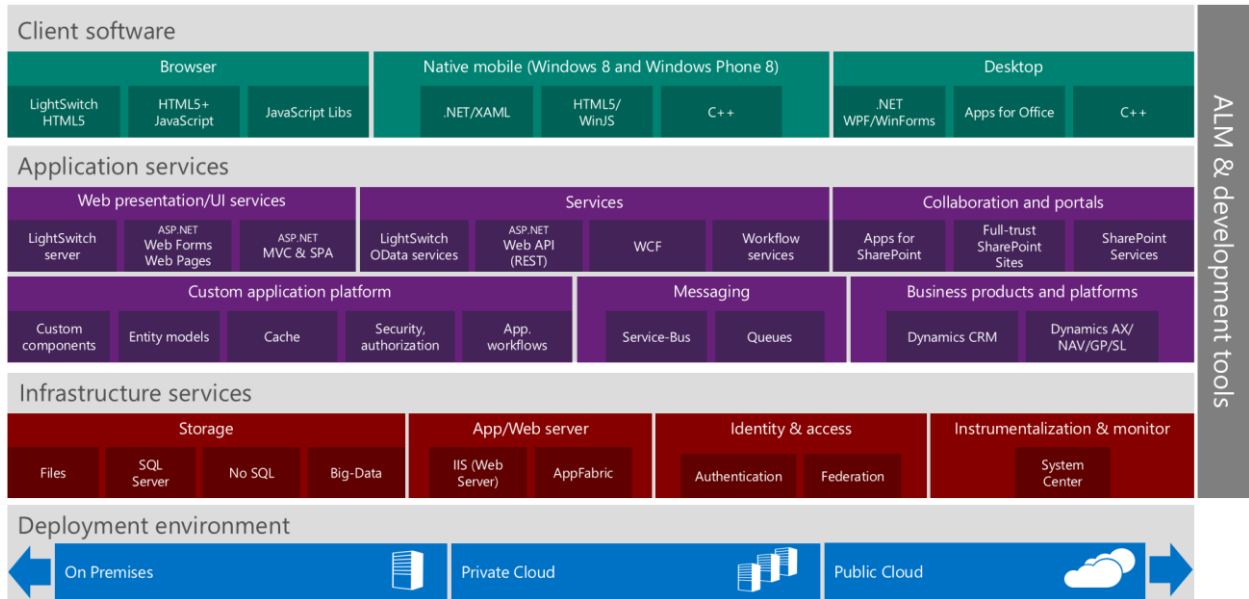 Client software
Browser
Native mobile (Windows 8 and Windows Phone 8)
Desktop
LightSwitch
HTML5
HTML5+
JavaScript
JavaScript Libs
.NET/XAML
HTML5/
WinJS
C++
.NET
WPF/WinForms
Apps for Office
C++
Application services
Web presentation/UI services
Services
Collaboration and portals
LightSwitch
server
ASP.NET
Web Forms
Web Pages
ASP.NET
MVC & SPA
LightSwitch
OData services
ASP.NET
Web API
(REST)
WCF
Workflow
services
Apps for
SharePoint
Full-trust
SharePoint
Sites
SharePoint
Services
Custom application platform
Messaging
Business products and platforms
Custom
components
Entity models
Cache
Security,
authorization
App.
workflows
Service-Bus
Queues
Dynamics CRM
Dynamics AX/
NAV/GP/SL
Infrastructure services
Storage
App/Web server
Identity & access
Instrumentalization & monitor
Files
SQL
Server
No SQL
Big-Data
IIS (Web
Server)
AppFabric
Authentication
Federation
System
Center
Deployment environment
On Premises
Private Cloud
Public Cloud
ALM & development tools